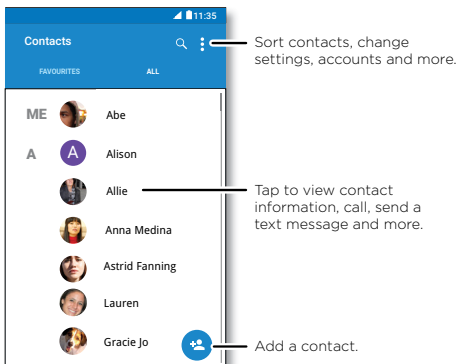 11:35
Contacts
FAVOURITES ALL
Sort contacts, change
settings, accounts and more.
ME Abe
A A Alison
Allie
Tap to view contact
information, call, send a
text message and more.
Anna Medina
Astrid Fanning
Lauren
Gracie Jo
Add a contact.